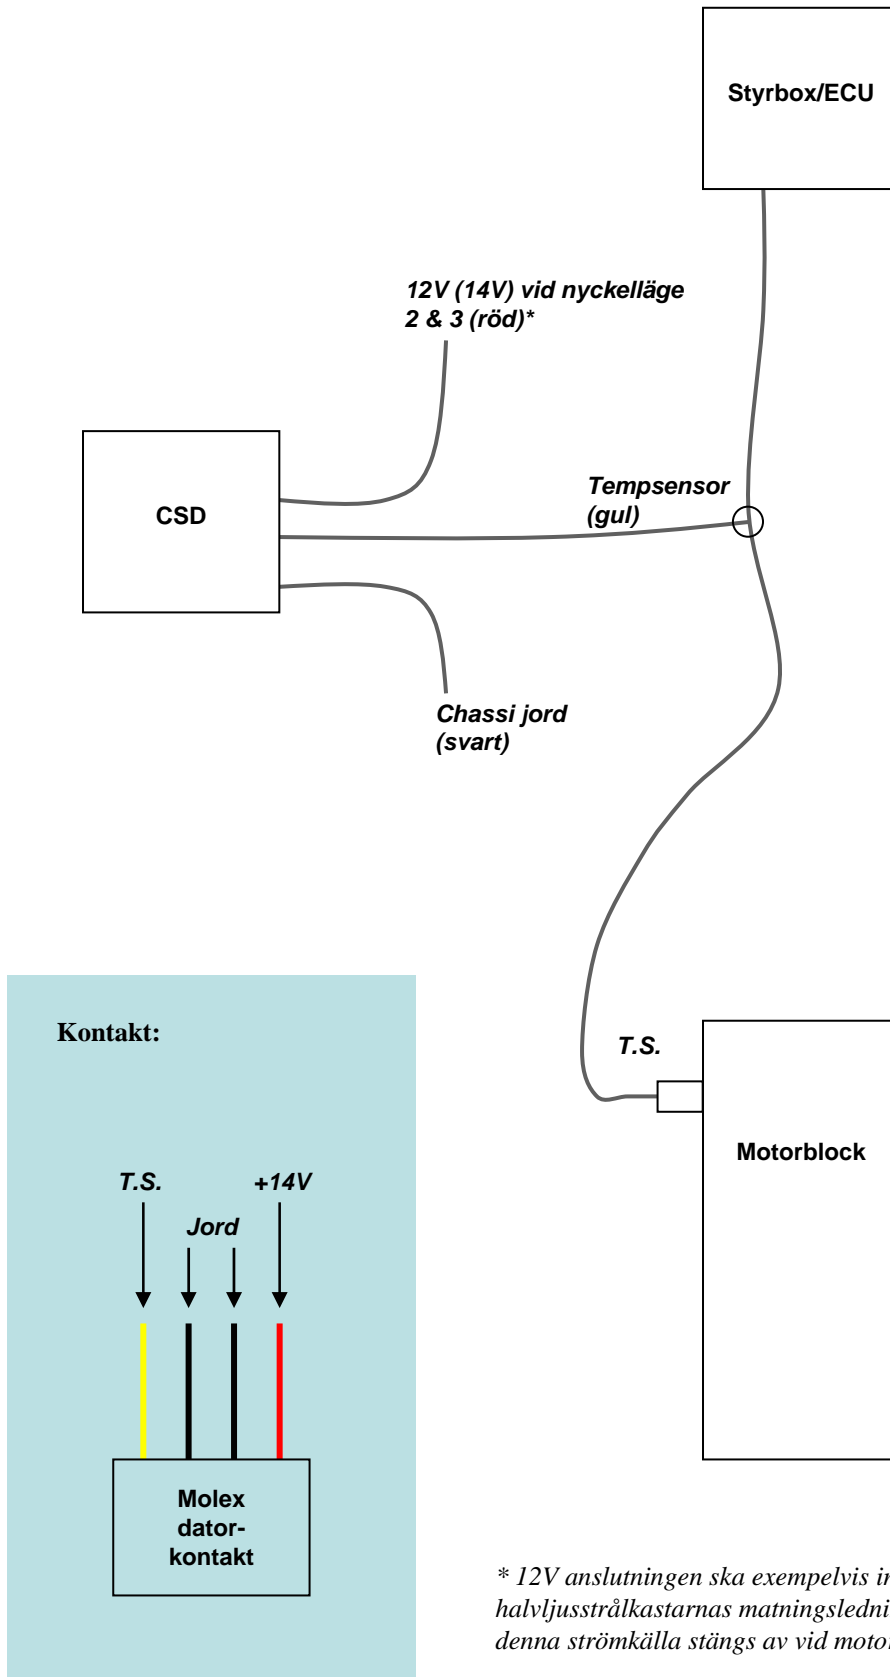 Styrbox/ECU
12V (14V) vid nyckelläge
2 & 3 (röd)*
CSD
Tempsensor
(gul)
Chassi jord
(svart)
Kontakt:
T.S.
Motorblock
T.S.
+14V
Jord
Molex
dator-
kontakt
* 12V anslutningen ska exempelvis
halvljusstrålkastarnas
denna strömkälla stängs av vid